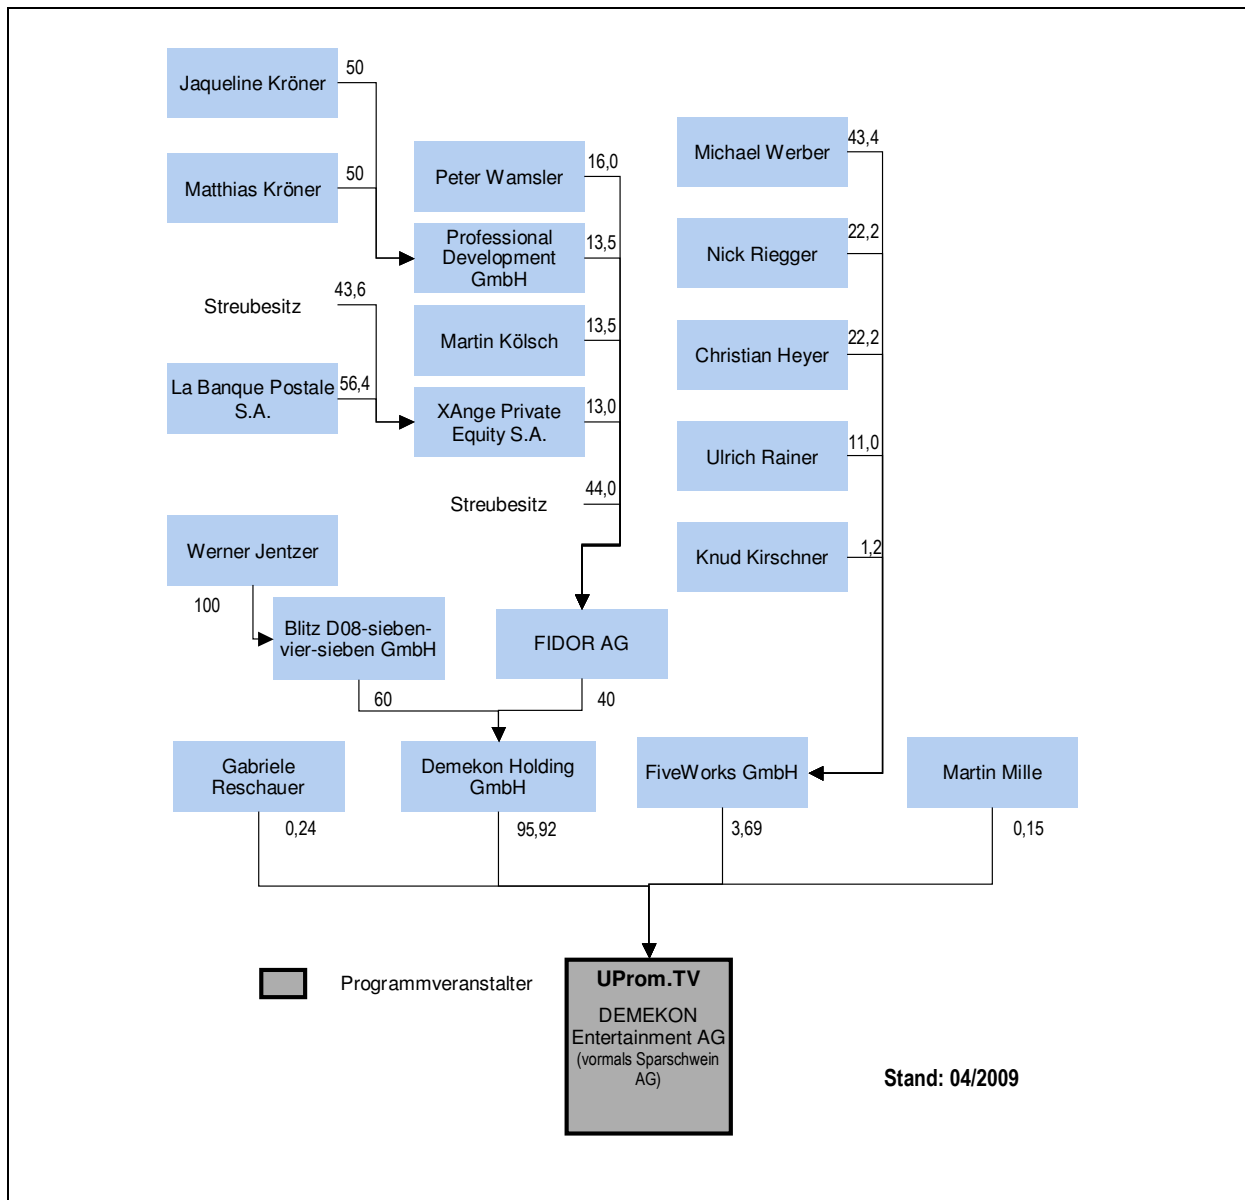 Jaqueline Kröner
50
Matthias Kröner
50
Streubesitz
43,6
La Banque Postale
S.A.
56,4
Peter Wamsler
16,0
Professional
Development
GmbH
13,5
Martin Kölsch
13,5
XAnge Private
Equity S.A.
13,0
Streubesitz
44,0
Michael Werber
43,4
Nick Riegger
22,2
Christian Heyer
22,2
Ulrich Rainer
11,0
Knud Kirschner
1,2
Werner Jentzer
100
Blitz D08-sieben-
vier-sieben GmbH
60
FIDOR AG
40
Gabriele
Reschauer
0,24
Demekon Holding
GmbH
95,92
FiveWorks GmbH
3,69
Martin Mille
0,15
Programmveranstalter
UProm.TV
DEMEKON
Entertainment AG
(vormals Sparschwein
AG)
Stand: 04/2009